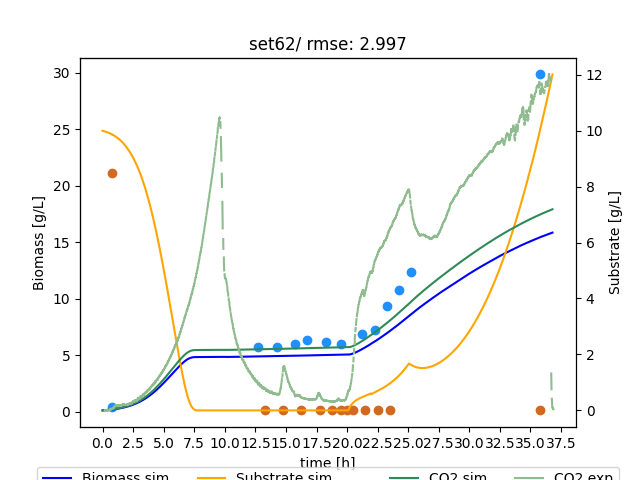 set62/ rmse: 2.997
30
25
20
15
10
5
0
Biomass [g/L]
12
10
8
6
4
2
0
Substrate [g/L]
0.0 2.5 5.0 7.5 10.0 12.5 15.0 17.5 20.0 22.5 25.0 27.5 30.0 32.5 35.0 37.5
time [h]
Biomass sim Substrate sim CO2 sim CO2 exp